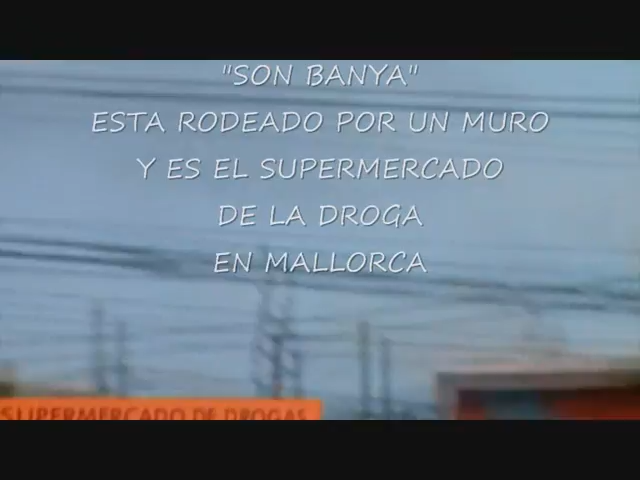 "SON BANYA"
ESTA RODEADO POR UN MURO
Y ES EL SUPERMERCADO
DE LA DROGA
EN MALLORCA
SUPERMERCADO DE DROGAS